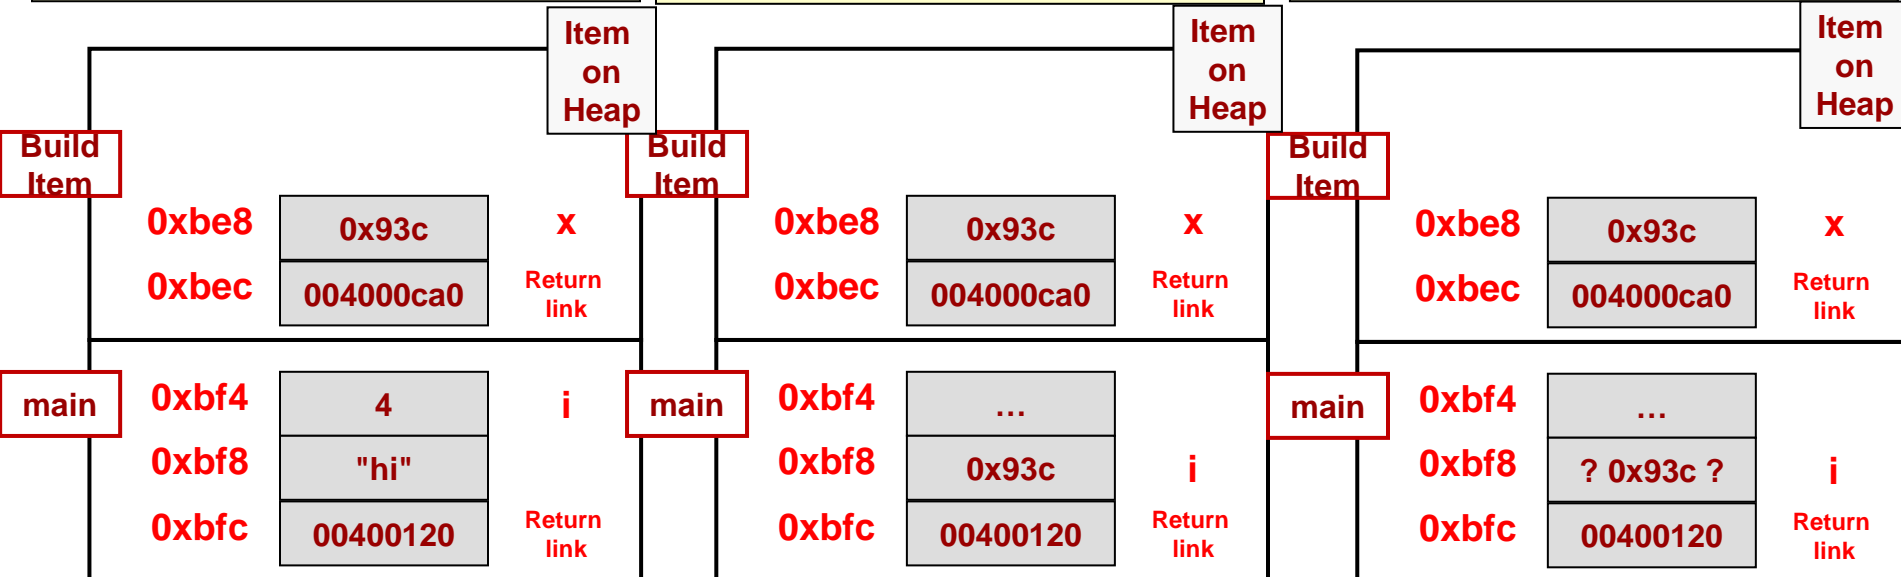 Item
on
Heap
Build
Item
0xbe8 0x93c x
0xbec 004000ca0 Return
link
main
0xbf4 4 i
0xbf8 "hi"
0xbfc 00400120 Return
link
Item
on
Heap
Build
Item
0xbe8 0x93c x
0xbec 004000ca0 Return
link
main
0xbf4 ...
0xbf8 0x93c i
0xbfc 00400120 Return
link
Item
on
Heap
Build
Item
0xbe8 0x93c x
0xbec 004000ca0 Return
link
main
0xbf4 ...
0xbf8 ? 0x93c ? i
0xbfc 00400120 Return
link